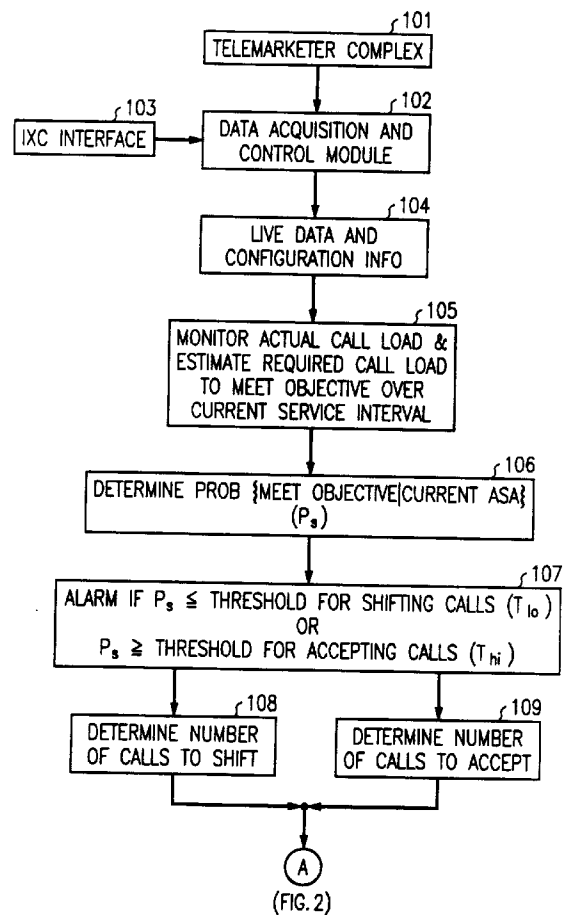 101
TELEMARKETER COMPLEX
102
103
IXC INTERFACE
DATA ACQUISITION AND
CONTROL MODULE
104
LIVE DATA AND
CONFIGURATION INFO
105
MONITOR ACTUAL CALL LOAD &
ESTIMATE REQUIRED CALL LOAD
TO MEET OBJECTIVE OVER
CURRENT SERVICE INTERVAL
106
DETERMINE PROB {MEET OBJECTIVE|CURRENT ASA}
(Ps)
107
ALARM IF Ps ≦ THRESHOLD FOR SHIFTING CALLS (Tlo)
OR
Ps ≧ THRESHOLD FOR ACCEPTING CALLS (Thi)
108
DETERMINE NUMBER
OF CALLS TO SHIFT
109
DETERMINE NUMBER
OF CALLS TO ACCEPT
A
(FIG. 2)